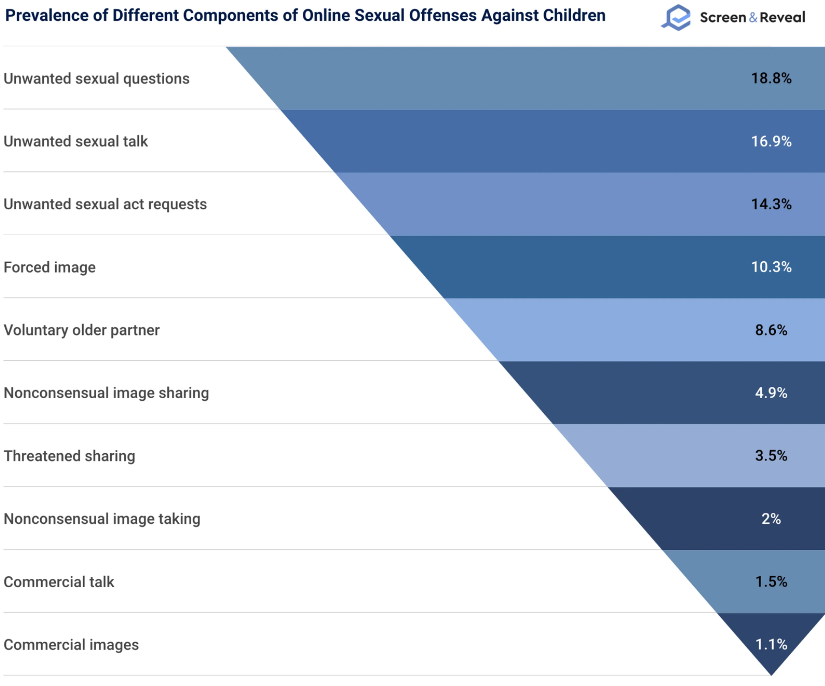 Prevalence of Different Components of Online Sexual Offenses Against Children
Screen&Reveal
Unwanted sexual questions 18.8%
Unwanted sexual talk 16.9%
Unwanted sexual act requests 14.3%
Forced image 10.3%
Voluntary older partner 8.6%
Nonconsensual image sharing 4.9%
Threatened sharing 3.5%
Nonconsensual image taking 2%
Commercial talk 1.5%
Commercial images 1.1%